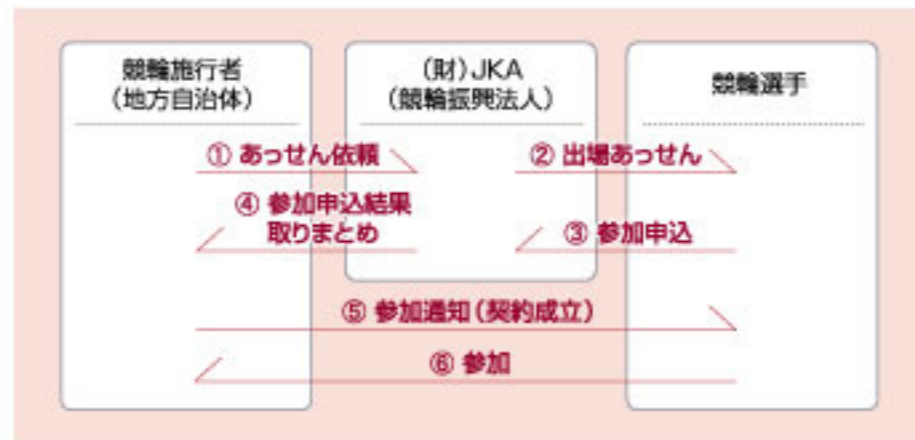 競輪施行者
(地方自治体)
(財)JKA
(競輪振興法人)
競輪選手
① あっせん依頼
② 出場あっせん
④ 参加申込結果
取りまとめ
③ 参加申込
⑤ 参加通知(契約成立)
⑥ 参加